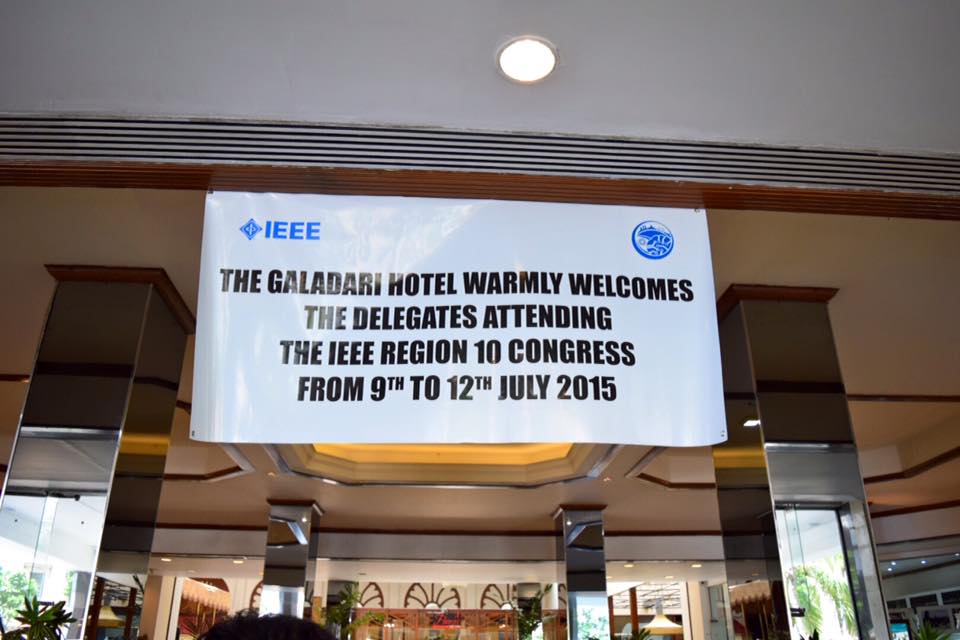 IEEE
THE GALADARI HOTEL WARMLY WELCOMES
THE DELEGATES ATTENDING
THE IEEE REGION 10 CONGRESS
FROM 9TH TO 12TH JULY 2015